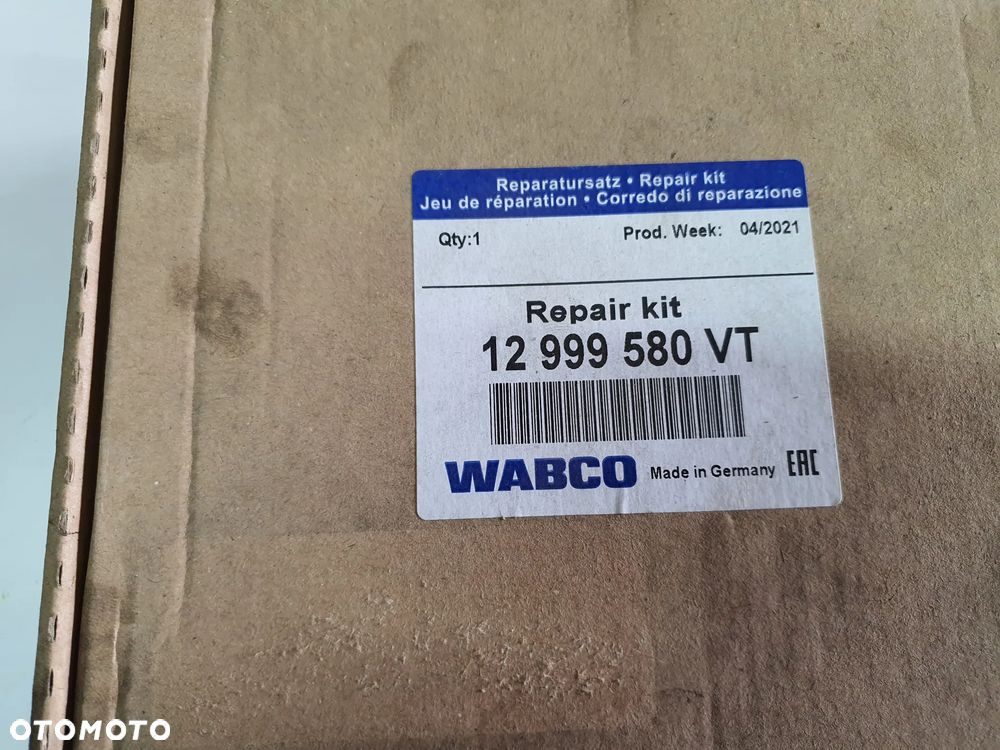 Reparatursatz • Repair kit
Jeu de réparation • Corredo di reparazione
Qty:1 Prod. Week: 04/2021
Repair kit
12 999 580 VT
WABCO Made in Germany EAC
OTOMOTO